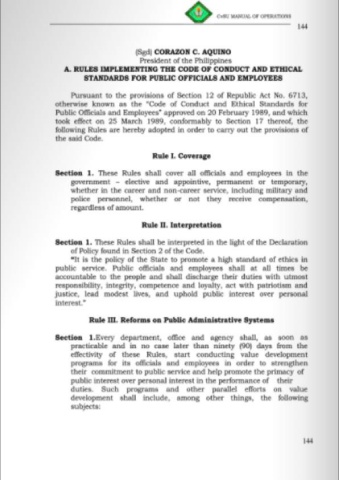 CvSU MANUAL OF OPERATIONS
144
(Sgd) CORAZON C. AQUINO
President of the Philippines
A. RULES IMPLEMENTING THE CODE OF CONDUCT AND ETHICAL
STANDARDS FOR PUBLIC OFFICIALS AND EMPLOYEES
Pursuant to the provisions of Section 12 of Republic Act No. 6713,
otherwise known as the "Code of Conduct and Ethical Standards for
Public Officials and Employees" approved on 20 February 1989, and which
took effect on 25 March 1989, conformably to Section 17 thereof, the
following Rules are hereby adopted in order to carry out the provisions of
the said Code.
Rule I. Coverage
Section 1. These Rules shall cover all officials and employees in the
government – elective and appointive, permanent or temporary,
whether in the career and non-career service, including military and
police personnel, whether or not they receive compensation,
regardless of amount.
Rule II. Interpretation
Section 1. These Rules shall be interpreted in the light of the Declaration
of Policy found in Section 2 of the Code.
"It is the policy of the State to promote a high standard of ethics in
public service. Public officials and employees shall at all times be
accountable to the people and shall discharge their duties with utmost
responsibility, integrity, competence and loyalty, act with patriotism and
justice, lead modest lives, and uphold public interest over personal
interest."
Rule III. Reforms on Public Administrative Systems
Section 1.Every department, office and agency shall, as soon as
practicable and in no case later than ninety (90) days from the
effectivity of these Rules, start conducting value development
programs for its officials and employees in order to strengthen
their commitment to public service and help promote the primacy of
public interest over personal interest in the performance of their
duties. Such programs and other parallel efforts on value
development shall include, among other things, the following
subjects:
144